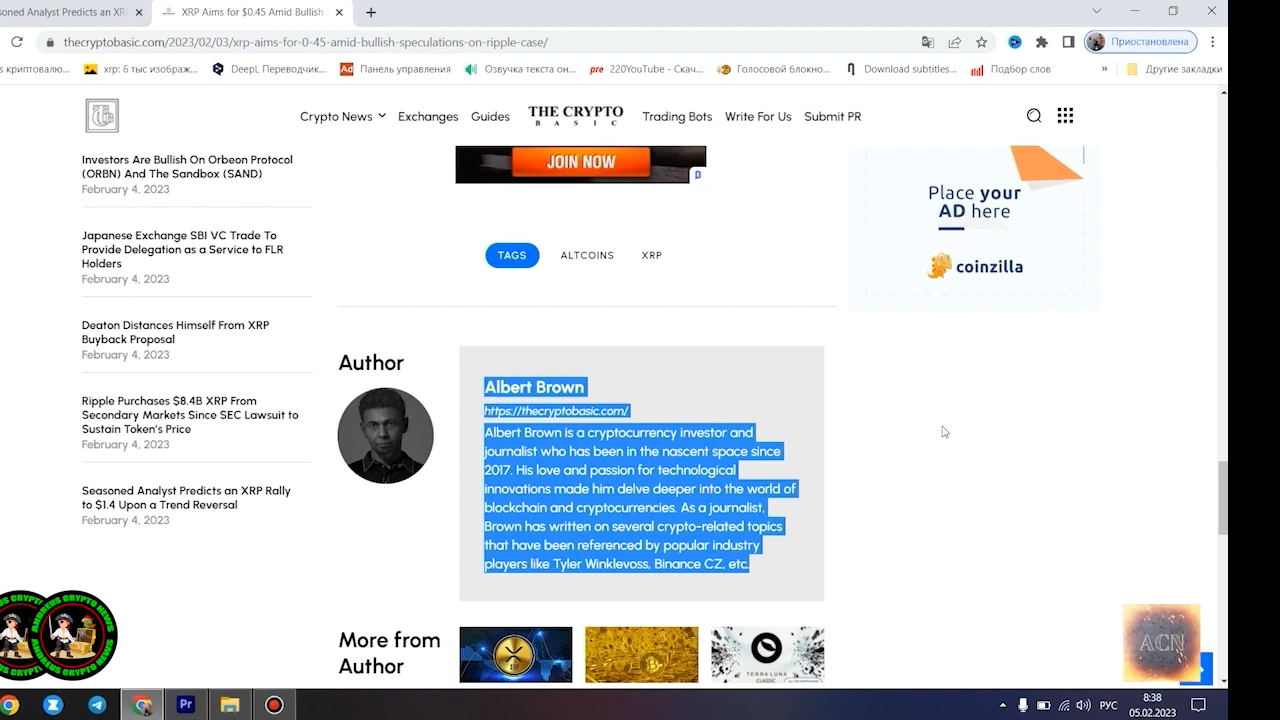 soned Analyst Predicts an XRI
XRP Aims for $0.45 Amid Bullish
thecryptobasic.com/2023/02/03/xrp-aims-for-0-45-amid-bullish-speculations-on-ripple-case/
Приостановлена
s криптовалю...
xrp: 6 тыс изображ...
DeepL Переводчик...
Ad
Панель управления
Озвучка текста он...
pre
220YouTube - Скач...
Голосовой блокно...
Download subtitles...
Подбор слов
»
Другие закладки
Crypto News
Exchanges
Guides
THE CRYPTO
BASIC
Trading Bots
Write For Us
Submit PR
Investors Are Bullish On Orbeon Protocol
(ORBN) And The Sandbox (SAND)
February 4, 2023
Japanese Exchange SBI VC Trade To
Provide Delegation as a Service to FLR
Holders
February 4, 2023
Deaton Distances Himself From XRP
Buyback Proposal
February 4, 2023
Ripple Purchases $8.4B XRP From
Secondary Markets Since SEC Lawsuit to
Sustain Token's Price
February 4, 2023
Seasoned Analyst Predicts an XRP Rally
to $1.4 Upon a Trend Reversal
February 4, 2023
JOIN NOW
TAGS
ALTCOINS
XRP
Author
Albert Brown
https://thecryptobasic.com/
Albert Brown is a cryptocurrency investor and
journalist who has been in the nascent space since
2017. His love and passion for technological
innovations made him delve deeper into the world of
blockchain and cryptocurrencies. As a journalist,
Brown has written on several crypto-related topics
that have been referenced by popular industry
players like Tyler Winklevoss, Binance CZ, etc.
More from
Author
TERRA LUNA
CLASSIC
Place your
AD here
coinzilla
ANDREUS CRYPTO NEWS
ACN
Pr
РУС
8:38
05.02.2023